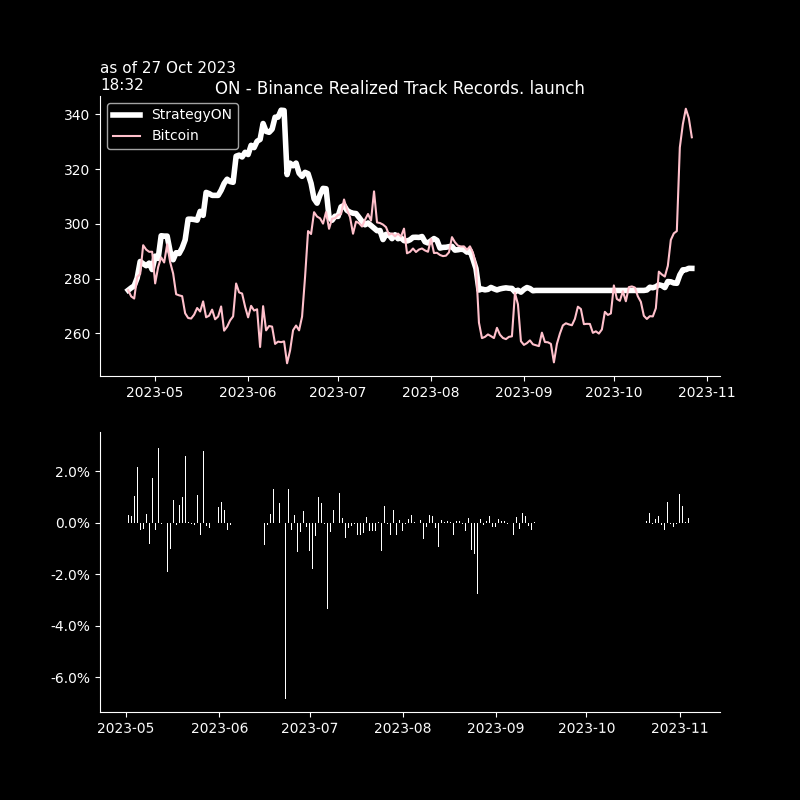 as of 27 Oct 2023
18:32
ON - Binance Realized Track Records. launch
StrategyON
Bitcoin
340
320
300
280
260
2023-05 2023-06 2023-07 2023-08 2023-09 2023-10 2023-11
2.0%
0.0%
-2.0%
-4.0%
-6.0%
2023-05 2023-06 2023-07 2023-08 2023-09 2023-10 2023-11